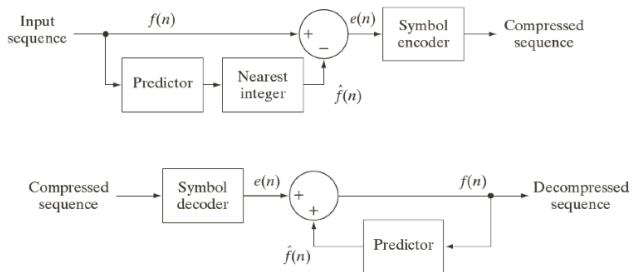 Input
sequence
f(n)
+
−
e(n)
Symbol
encoder
Compressed
sequence
Predictor
Nearest
integer
f̂(n)
Compressed
sequence
Symbol
decoder
e(n)
+
+
f(n)
Decompressed
sequence
Predictor
f̂(n)